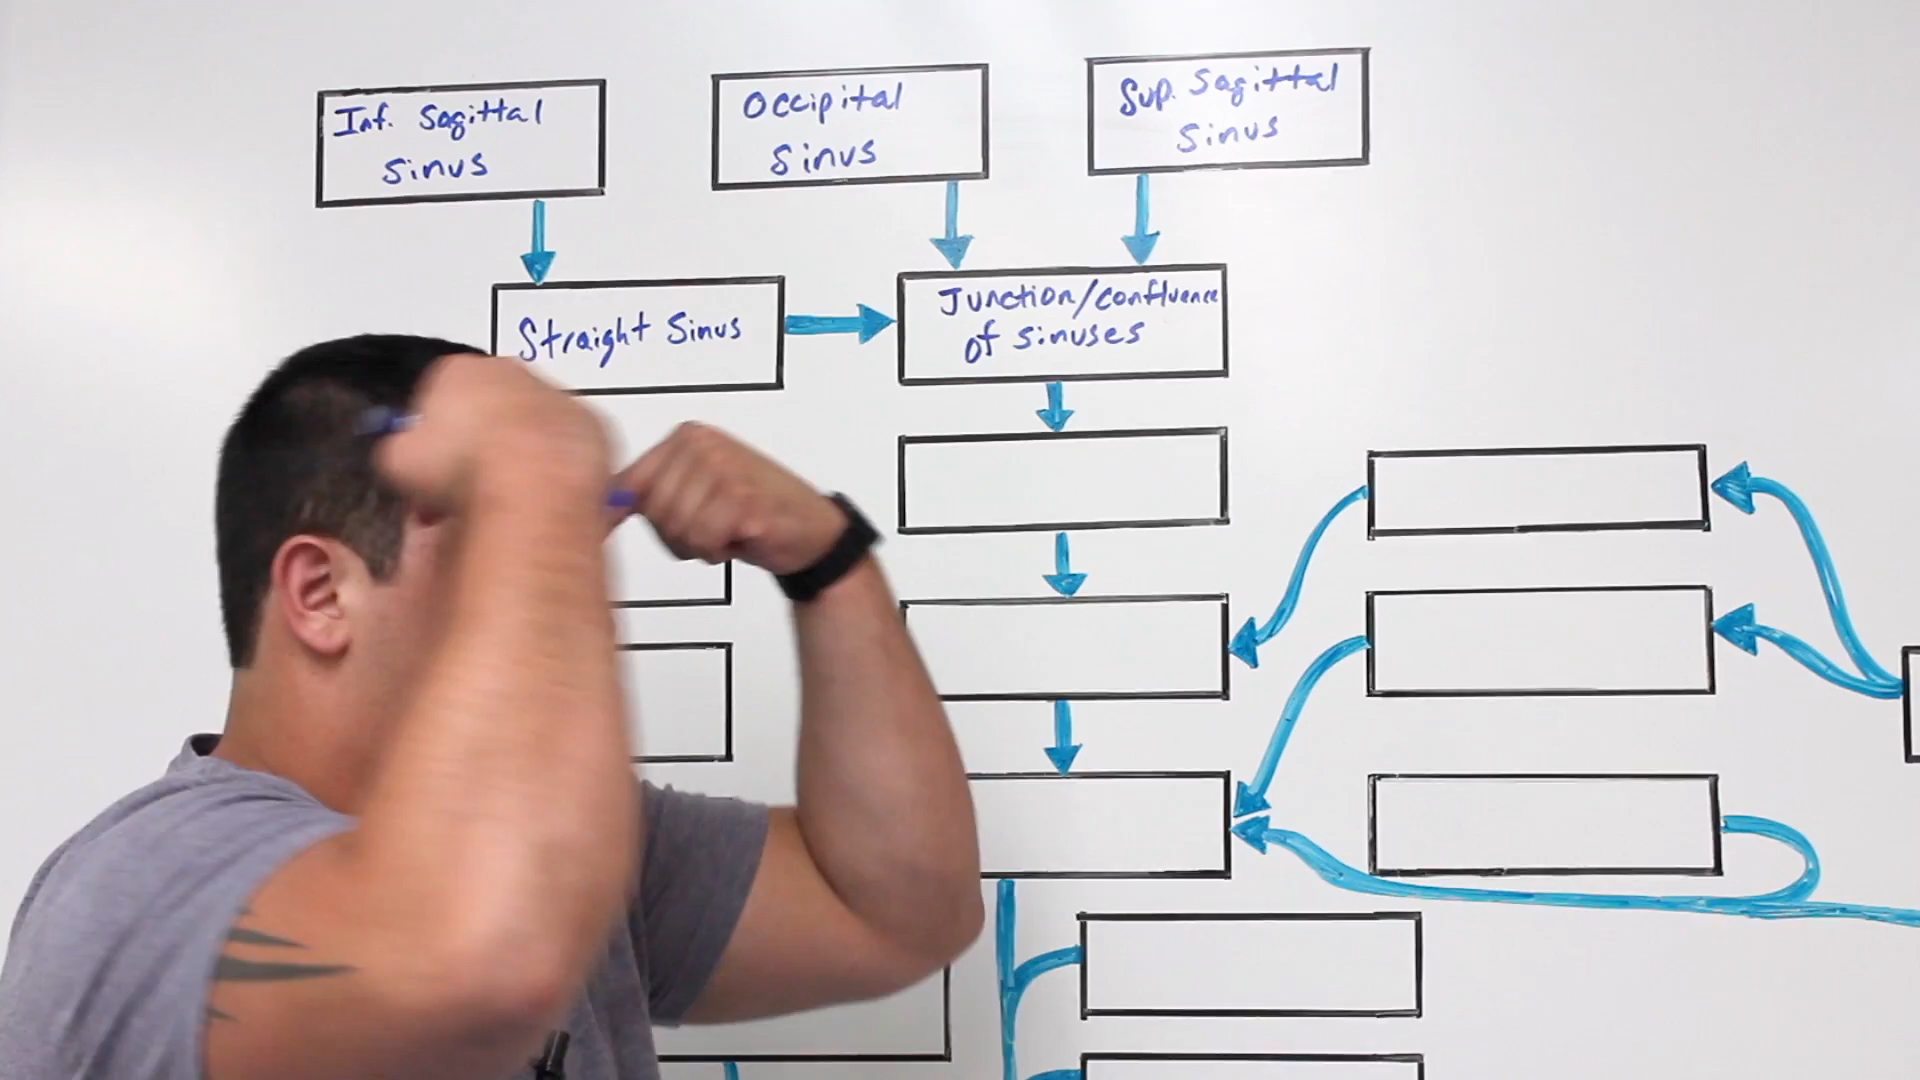 Inf. Sagittal
Sinus
Occipital
Sinus
Sup. Sagittal
Sinus
Straight Sinus
Junction/confluence
of sinuses